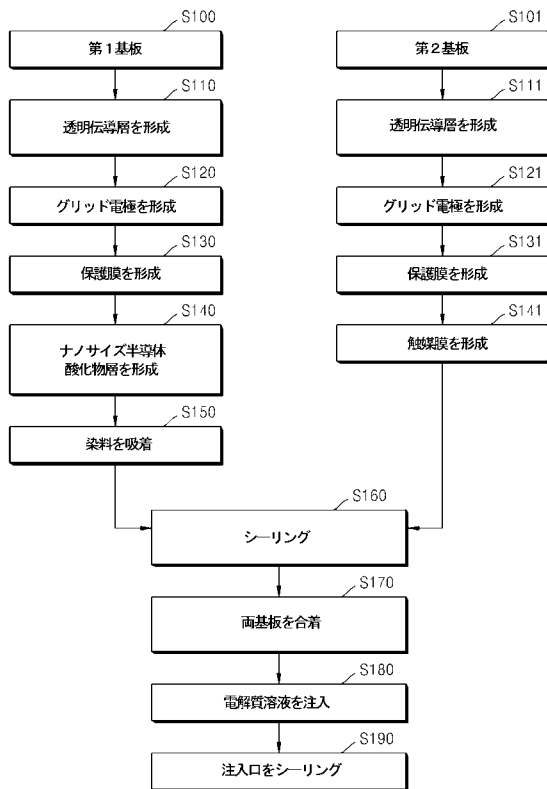 S100
第1基板
S110
透明伝導層を形成
S120
グリッド電極を形成
S130
保護膜を形成
S140
ナノサイズ半導体
酸化物層を形成
S150
染料を吸着
S101
第2基板
S111
透明伝導層を形成
S121
グリッド電極を形成
S131
保護膜を形成
S141
触媒膜を形成
S160
シーリング
S170
両基板を合着
S180
電解質溶液を注入
S190
注入口をシーリング